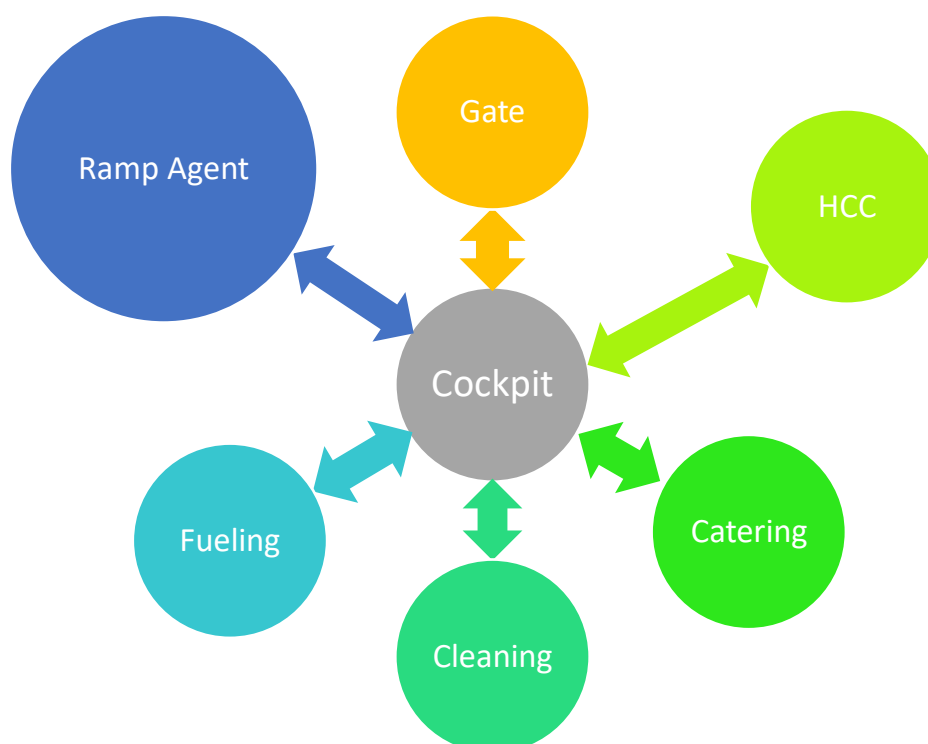 Gate
Ramp Agent
HCC
Cockpit
Fueling
Catering
Cleaning